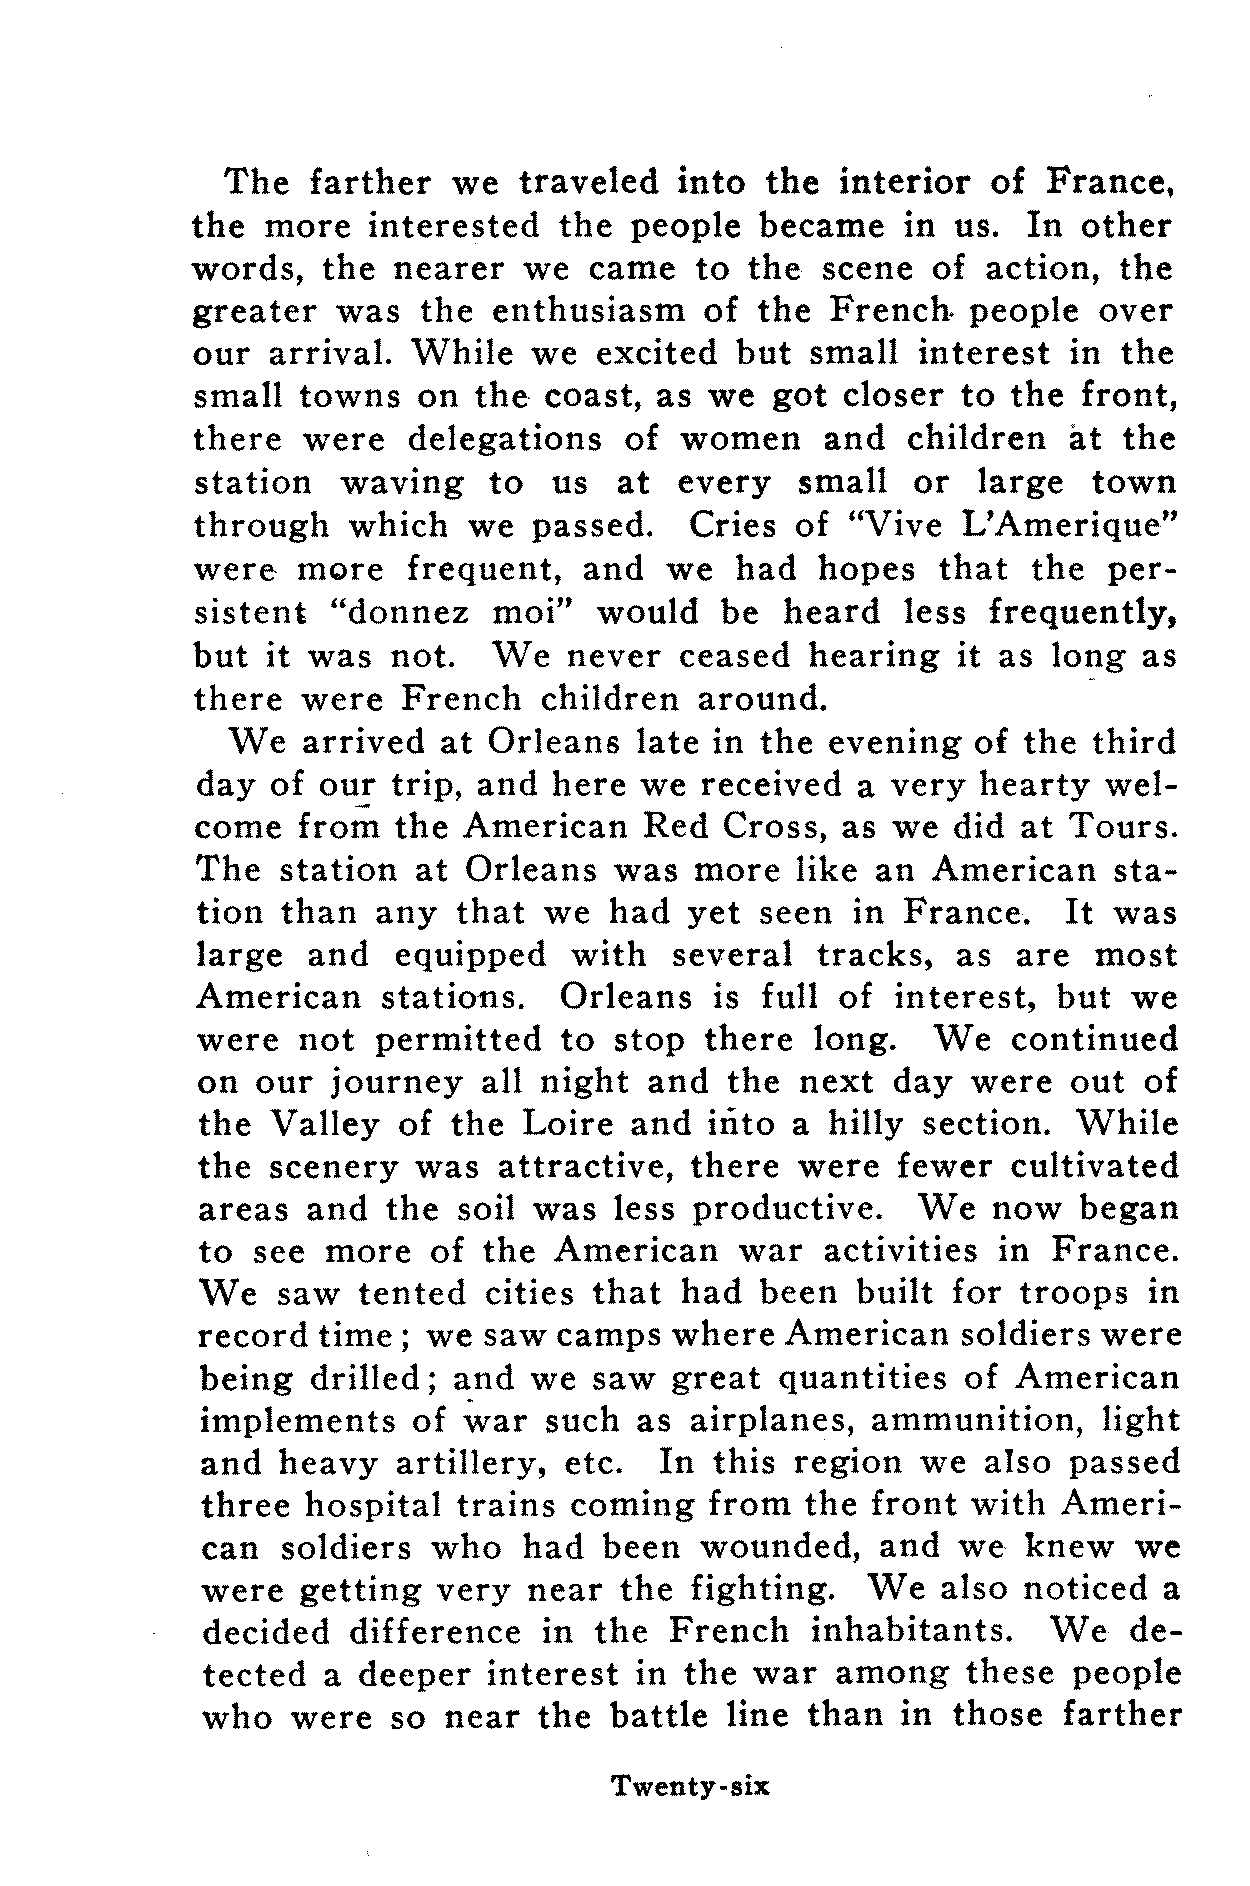 The farther we traveled into the interior of France,
the more interested the people became in us. In other
words, the nearer we came to the scene of action, the
greater was the enthusiasm of the French people over
our arrival. While we excited but small interest in the
small towns on the coast, as we got closer to the front,
there were delegations of women and children at the
station waving to us at every small or large town
through which we passed. Cries of “Vive L’Amerique”
were more frequent, and we had hopes that the per-
sistent “donnez moi” would be heard less frequently,
but it was not. We never ceased hearing it as long as
there were French children around.
We arrived at Orleans late in the evening of the third
day of our trip, and here we received a very hearty wel-
come from the American Red Cross, as we did at Tours.
The station at Orleans was more like an American sta-
tion than any that we had yet seen in France. It was
large and equipped with several tracks, as are most
American stations. Orleans is full of interest, but we
were not permitted to stop there long. We continued
on our journey all night and the next day were out of
the Valley of the Loire and into a hilly section. While
the scenery was attractive, there were fewer cultivated
areas and the soil was less productive. We now began
to see more of the American war activities in France.
We saw tented cities that had been built for troops in
record time; we saw camps where American soldiers were
being drilled; and we saw great quantities of American
implements of war such as airplanes, ammunition, light
and heavy artillery, etc. In this region we also passed
three hospital trains coming from the front with Ameri-
can soldiers who had been wounded, and we knew we
were getting very near the fighting. We also noticed a
decided difference in the French inhabitants. We de-
tected a deeper interest in the war among these people
who were so near the battle line than in those farther
Twenty-six